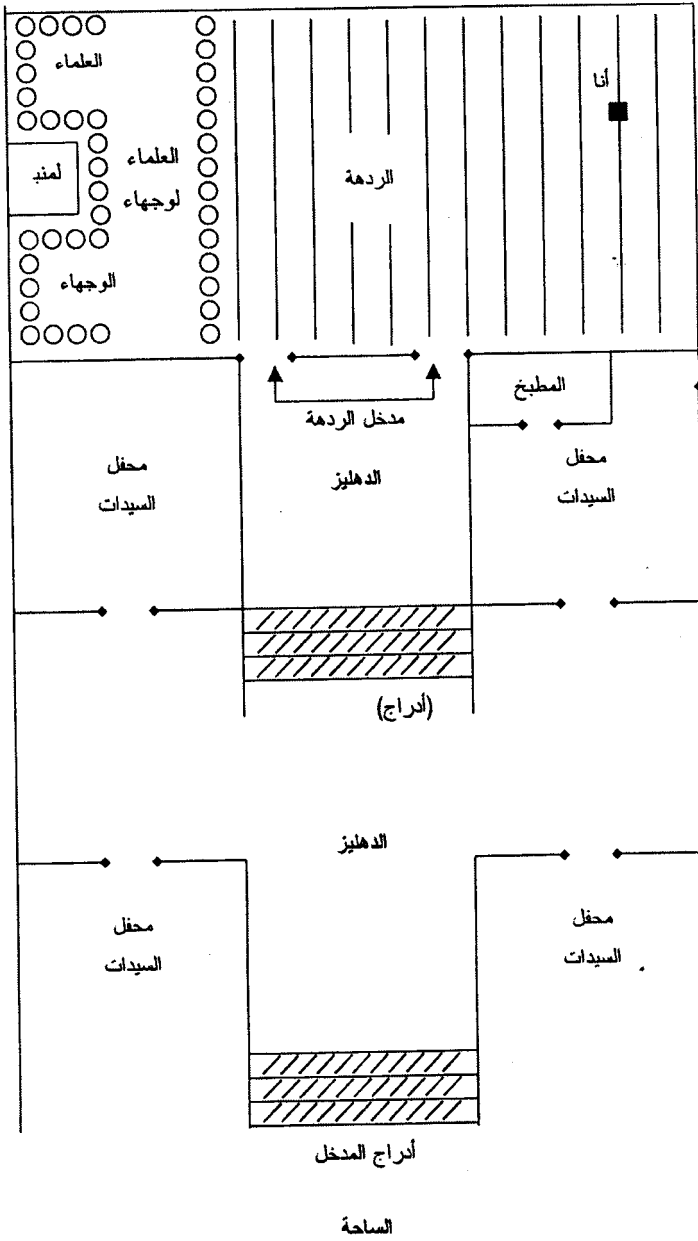 العلماء
أنا
العلماء
لوجهاء
لمنبـ
الردهة
الوجهاء
المطبخ
مدخل الردهة
الدهليز
محفل
السيدات
محفل
السيدات
(أدراج)
الدهليز
محفل
السيدات
محفل
السيدات
أدراج المدخل
الساحة